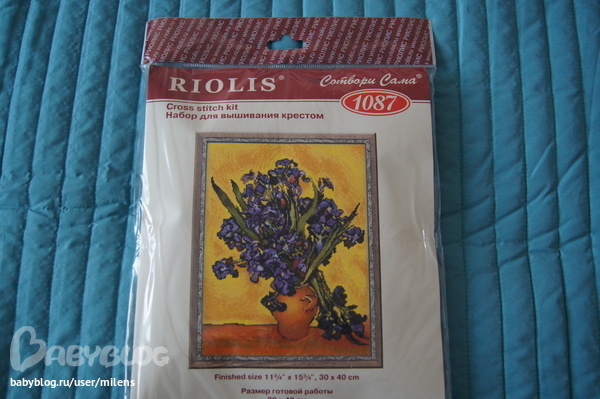 RIOLIS®
Сотвори Сама®
1087
Cross stitch kit
Набор для вышивания крестом
Finished size 11¾" x 15¾", 30 x 40 cm
Размер готовой работы
BABYBLOG
babyblog.ru/user/milens